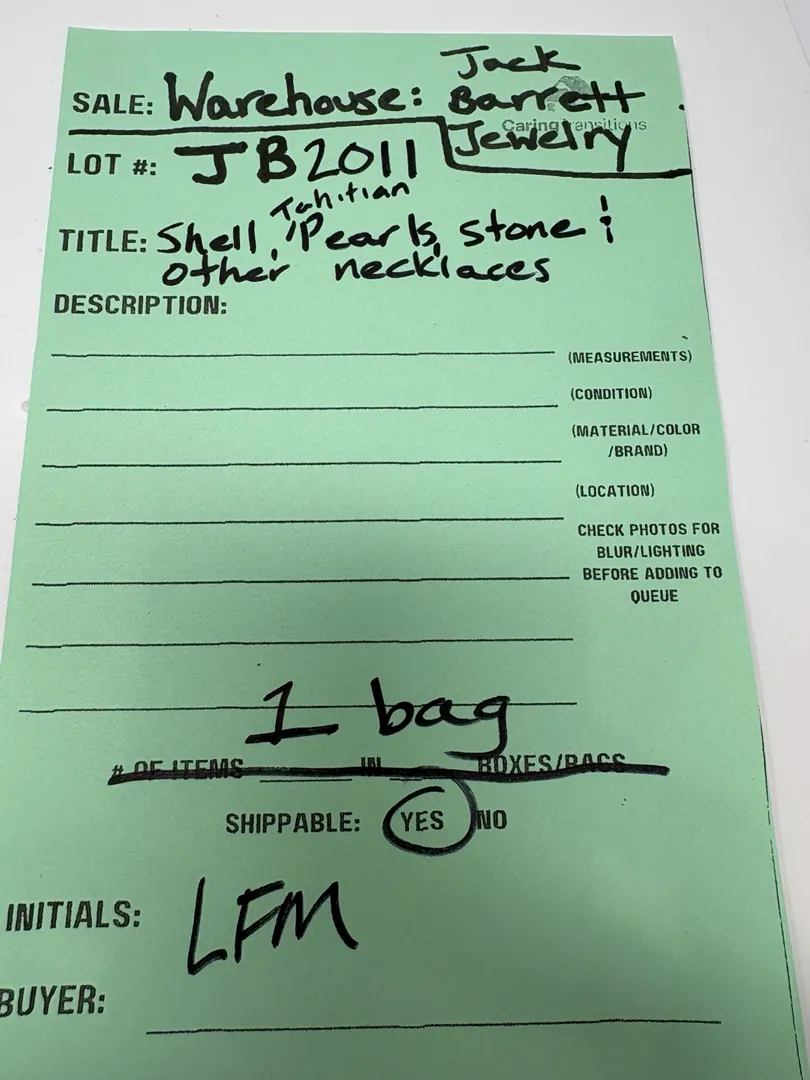 SALE: Warehouse: Jack
Barrett
Jewelry
Caring Transitions
LOT #: JB2011
TITLE: Shell, Tahitian Pearls, stone &
other necklaces
DESCRIPTION:
(MEASUREMENTS)
(CONDITION)
(MATERIAL/COLOR
/BRAND)
(LOCATION)
CHECK PHOTOS FOR
BLUR/LIGHTING
BEFORE ADDING TO
QUEUE
1 bag
# OF ITEMS IN BOXES/BAGS
SHIPPABLE: YES NO
INITIALS: LFM
BUYER: